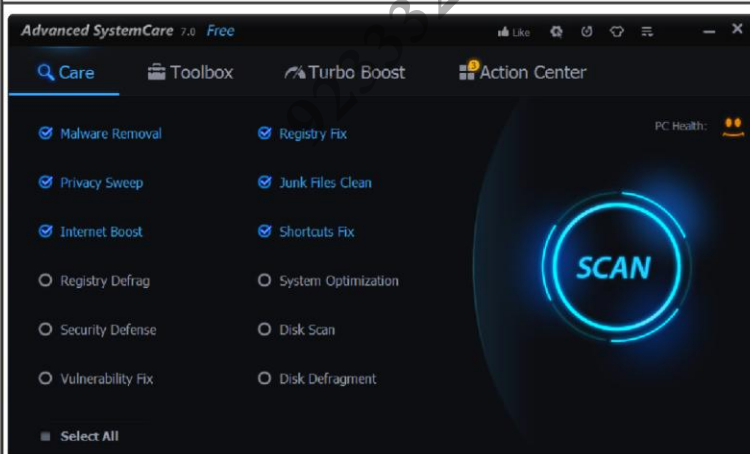 Advanced SystemCare 7.0 Free
Like
Care Toolbox Turbo Boost 3 Action Center
Malware Removal Registry Fix
PC Health:
Privacy Sweep Junk Files Clean
Internet Boost Shortcuts Fix
SCAN
Registry Defrag System Optimization
Security Defense Disk Scan
Vulnerability Fix Disk Defragment
Select All